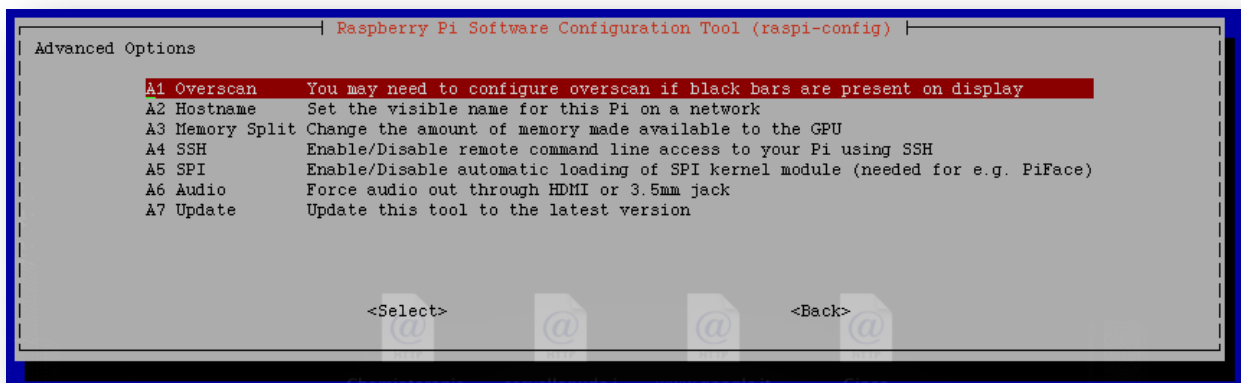 Raspberry Pi Software Configuration Tool (raspi-config)
Advanced Options
A1 Overscan You may need to configure overscan if black bars are present on display
A2 Hostname Set the visible name for this Pi on a network
A3 Memory Split Change the amount of memory made available to the GPU
A4 SSH Enable/Disable remote command line access to your Pi using SSH
A5 SPI Enable/Disable automatic loading of SPI kernel module (needed for e.g. PiFace)
A6 Audio Force audio out through HDMI or 3.5mm jack
A7 Update Update this tool to the latest version
<Select> <Back>
@ @ @ @
HTTP HTTP HTTP HTTP